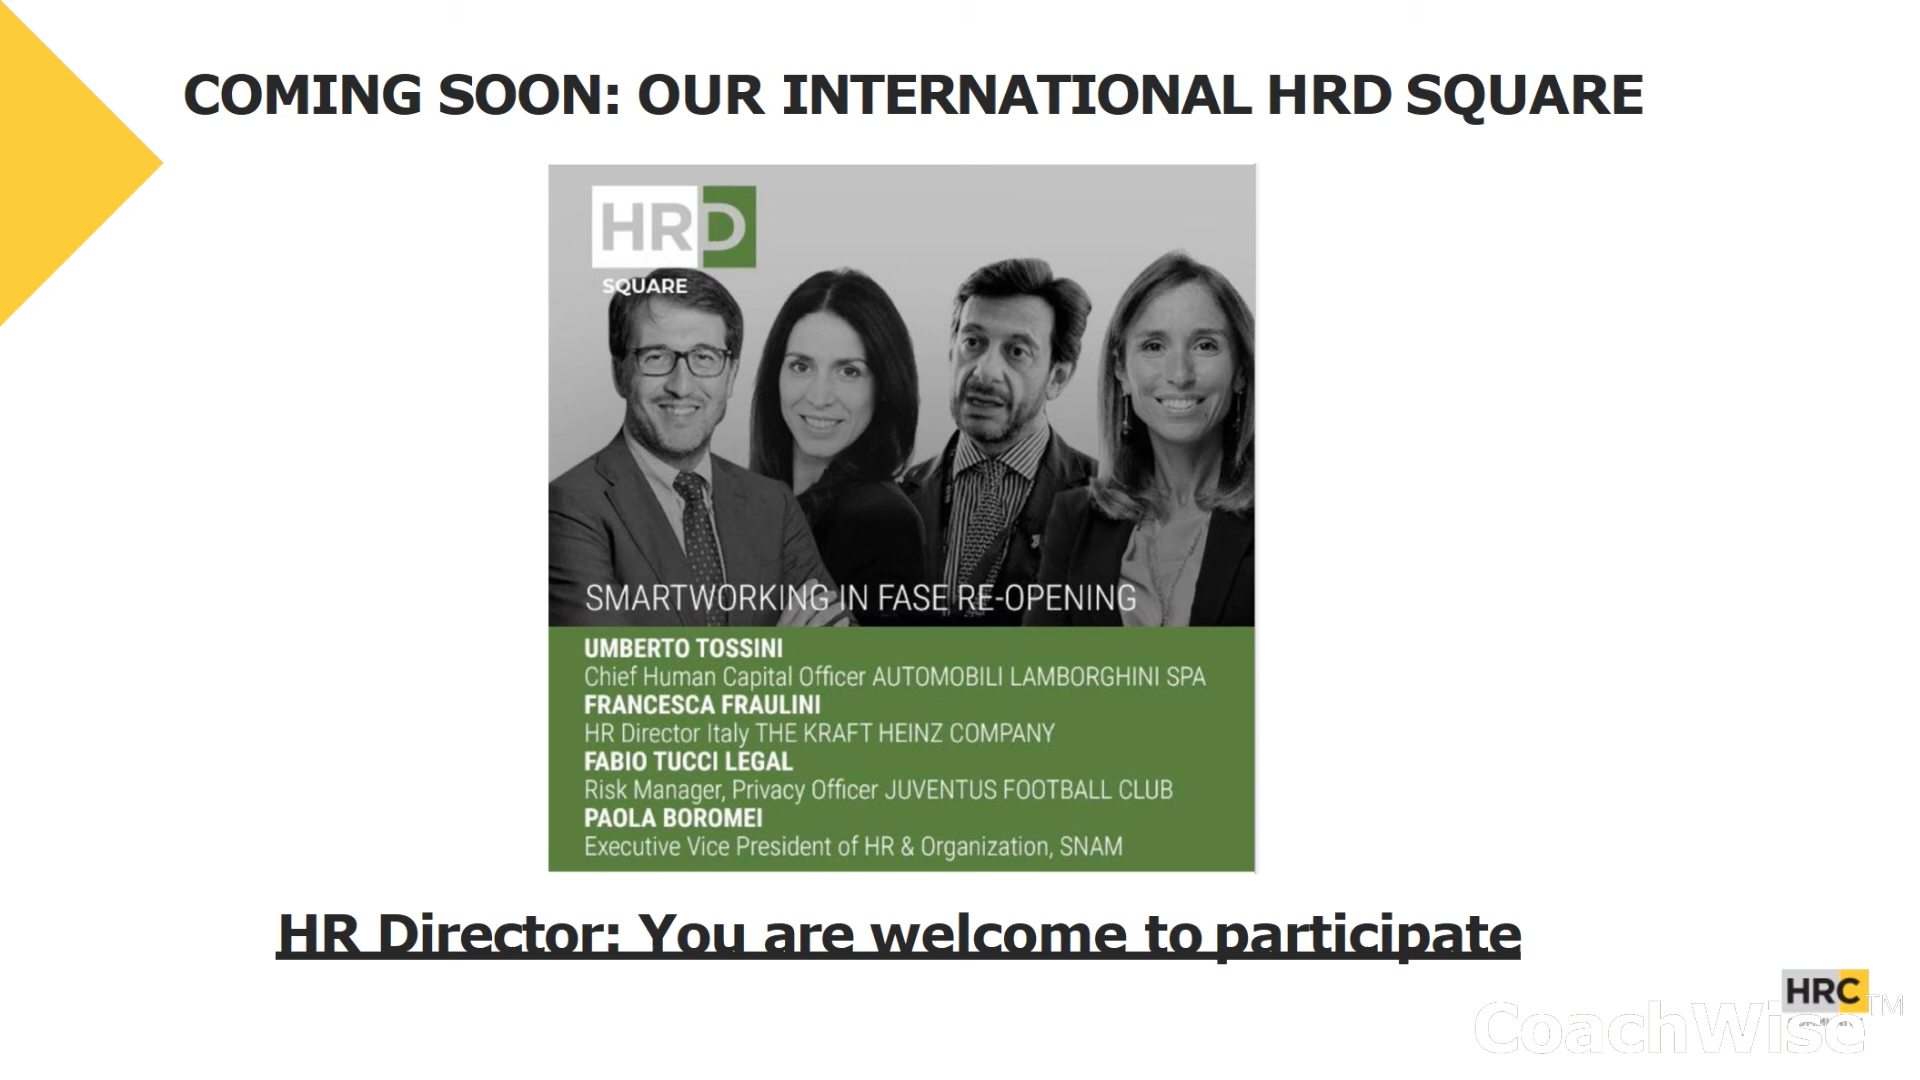 COMING SOON: OUR INTERNATIONAL HRD SQUARE
HRD
SQUARE
SMARTWORKING IN FASE RE-OPENING
UMBERTO TOSSINI
Chief Human Capital Officer AUTOMOBILI LAMBORGHINI SPA
FRANCESCA FRAULINI
HR Director Italy THE KRAFT HEINZ COMPANY
FABIO TUCCI LEGAL
Risk Manager, Privacy Officer JUVENTUS FOOTBALL CLUB
PAOLA BOROMEI
Executive Vice President of HR & Organization, SNAM
HR Director: You are welcome to participate
HRC
CoachWise™